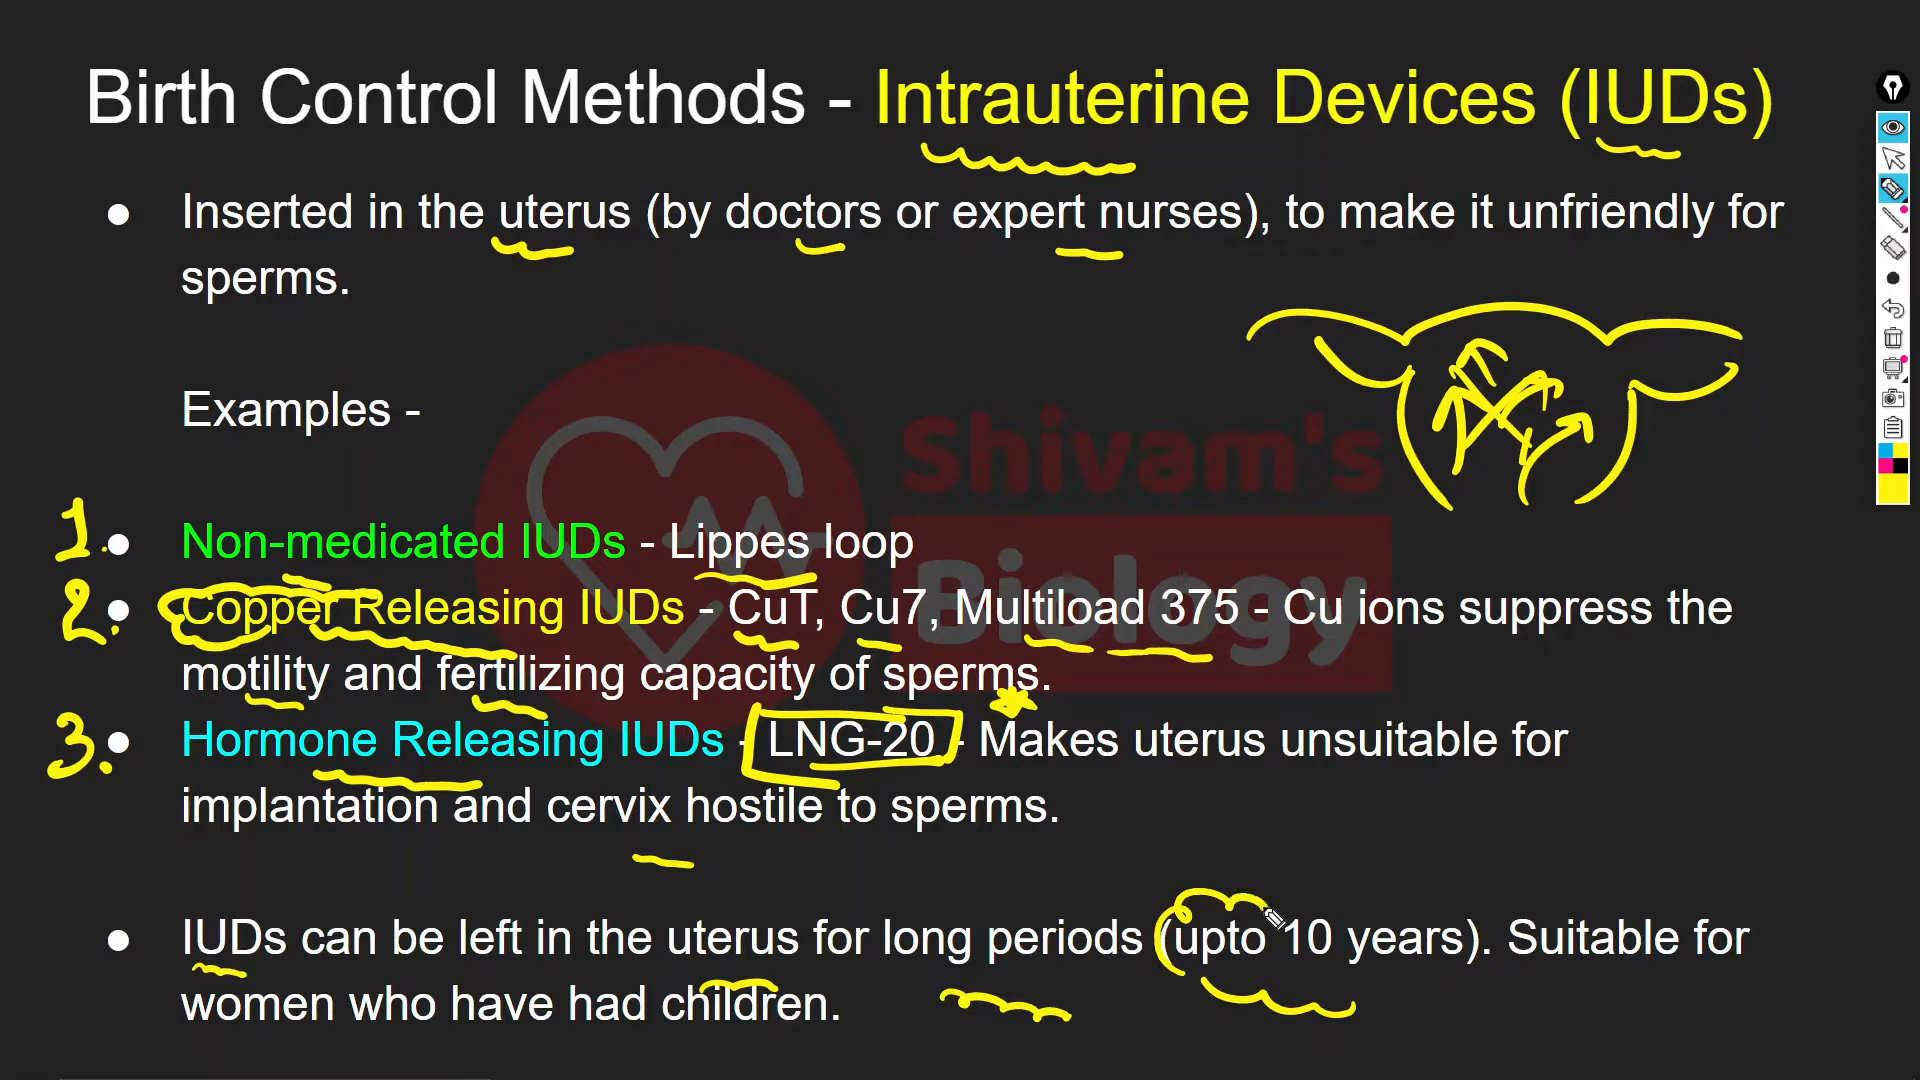 Birth Control Methods - Intrauterine Devices (IUDs)
● Inserted in the uterus (by doctors or expert nurses), to make it unfriendly for
sperms.
Examples -
Shivam's
Biology
1. ● Non-medicated IUDs - Lippes loop
2. ● Copper Releasing IUDs - CuT, Cu7, Multiload 375 - Cu ions suppress the
motility and fertilizing capacity of sperms.
3. ● Hormone Releasing IUDs - LNG-20 - Makes uterus unsuitable for
implantation and cervix hostile to sperms.
● IUDs can be left in the uterus for long periods (upto 10 years). Suitable for
women who have had children.